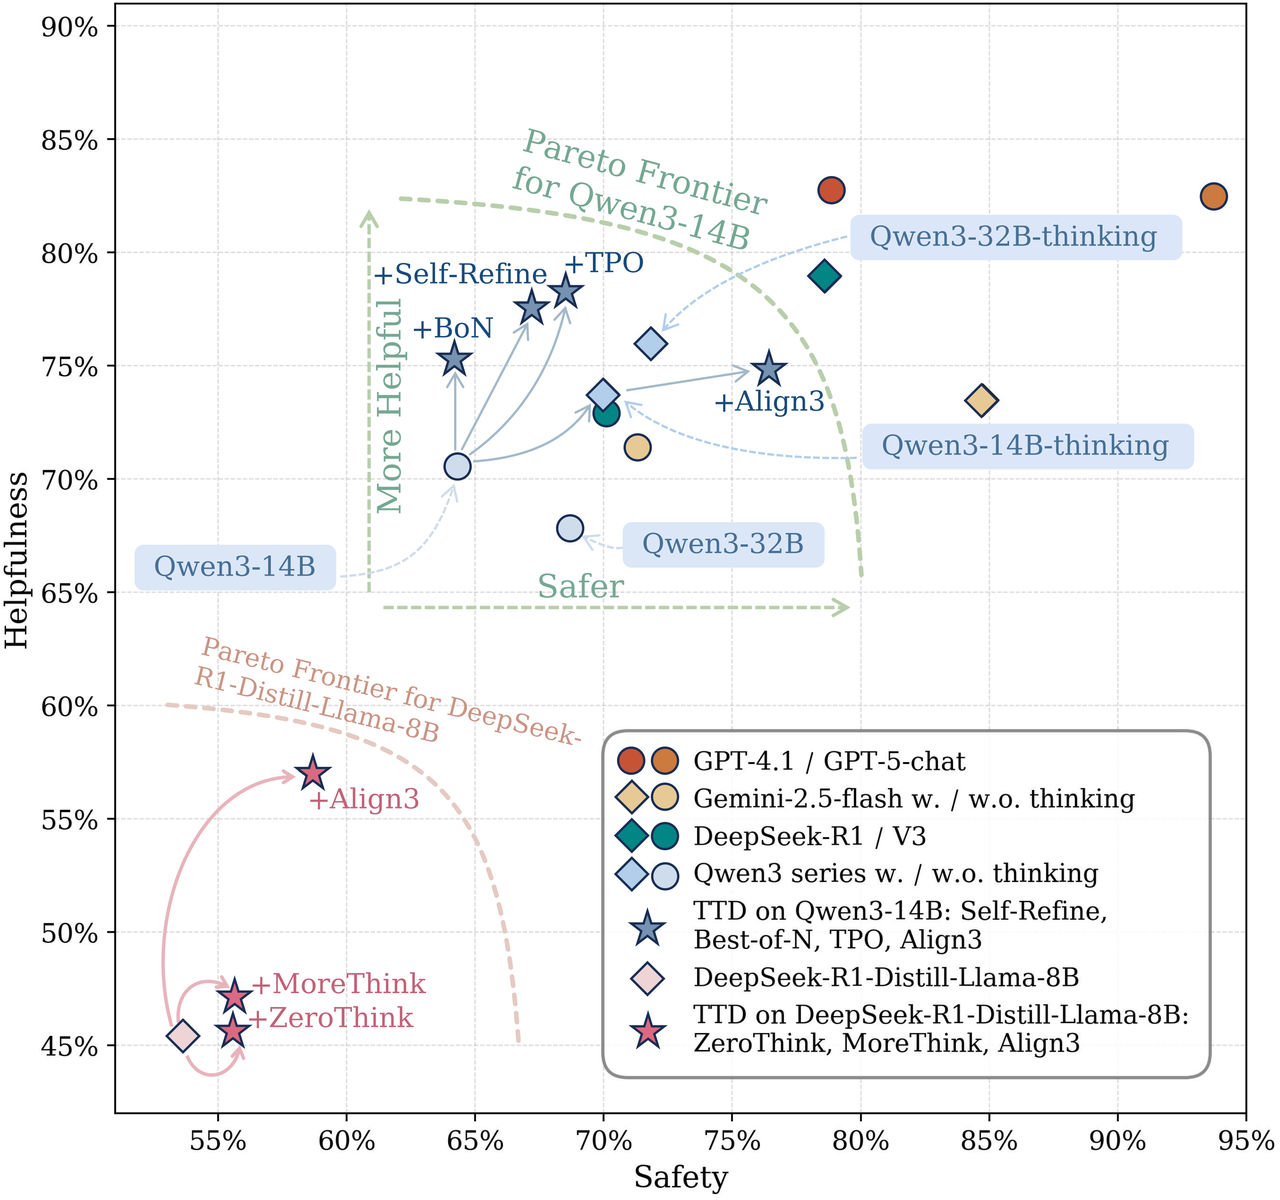 90%
85%
80%
75%
70%
65%
60%
55%
50%
45%
Helpfulness
55%
60%
65%
70%
75%
80%
85%
90%
95%
Safety
Pareto Frontier
for Qwen3-14B
Qwen3-32B-thinking
+Self-Refine
+TPO
+BoN
More Helpful
+Align3
Qwen3-14B-thinking
Qwen3-32B
Qwen3-14B
Safer
Pareto Frontier for DeepSeek-
R1-Distill-Llama-8B
+Align3
+MoreThink
+ZeroThink
GPT-4.1 / GPT-5-chat
Gemini-2.5-flash w. / w.o. thinking
DeepSeek-R1 / V3
Qwen3 series w. / w.o. thinking
TTD on Qwen3-14B: Self-Refine,
Best-of-N, TPO, Align3
DeepSeek-R1-Distill-Llama-8B
TTD on DeepSeek-R1-Distill-Llama-8B:
ZeroThink, MoreThink, Align3